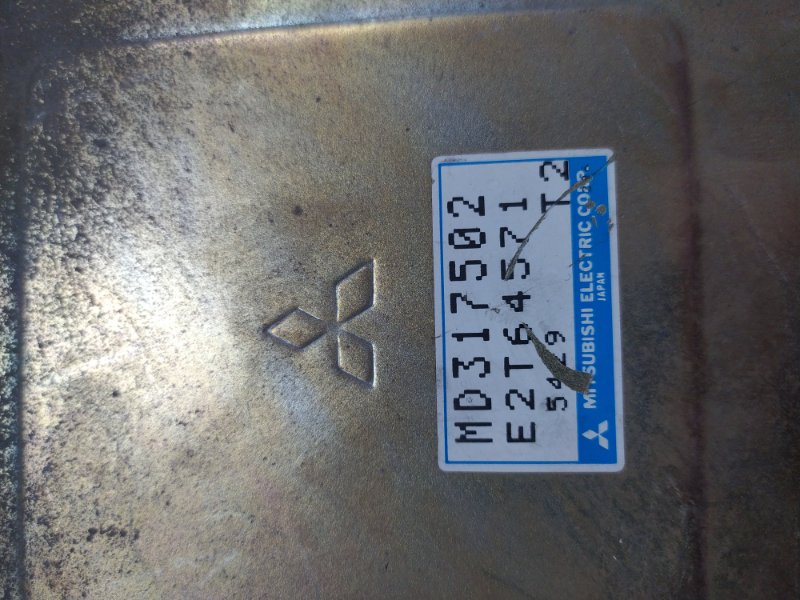 MD317502
E2T64571
T2
MITSUBISHI ELECTRIC CORP.
JAPAN